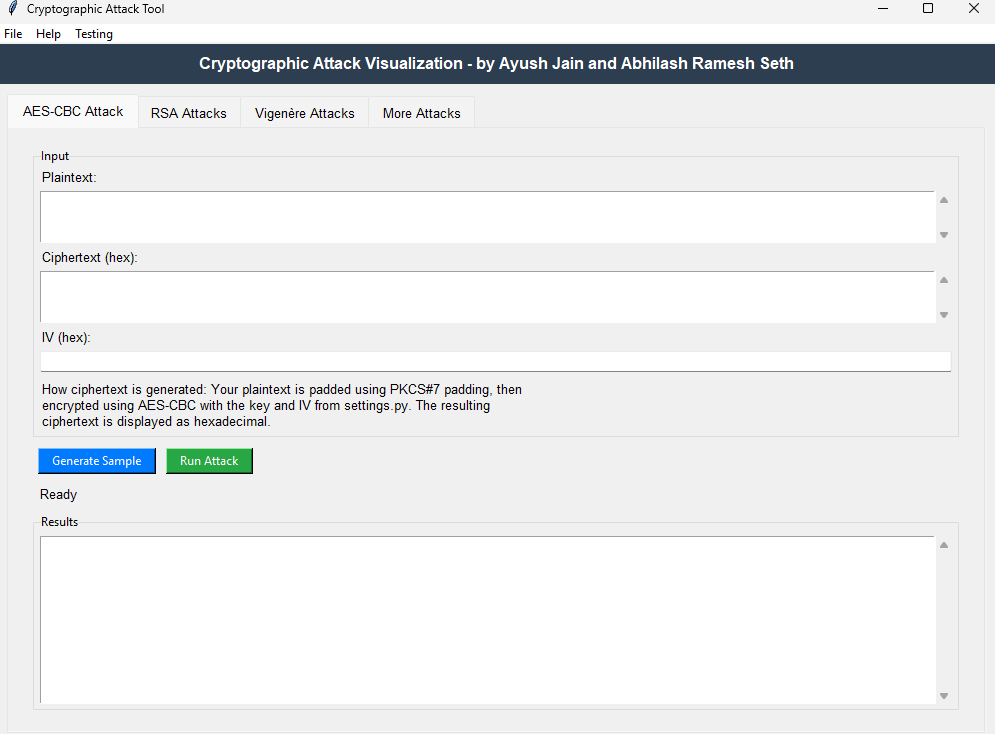 Cryptographic Attack Tool
File Help Testing
Cryptographic Attack Visualization - by Ayush Jain and Abhilash Ramesh Seth
AES-CBC Attack RSA Attacks Vigenère Attacks More Attacks
Input
Plaintext:
Ciphertext (hex):
IV (hex):
How ciphertext is generated: Your plaintext is padded using PKCS#7 padding, then
encrypted using AES-CBC with the key and IV from settings.py. The resulting
ciphertext is displayed as hexadecimal.
Generate Sample Run Attack
Ready
Results